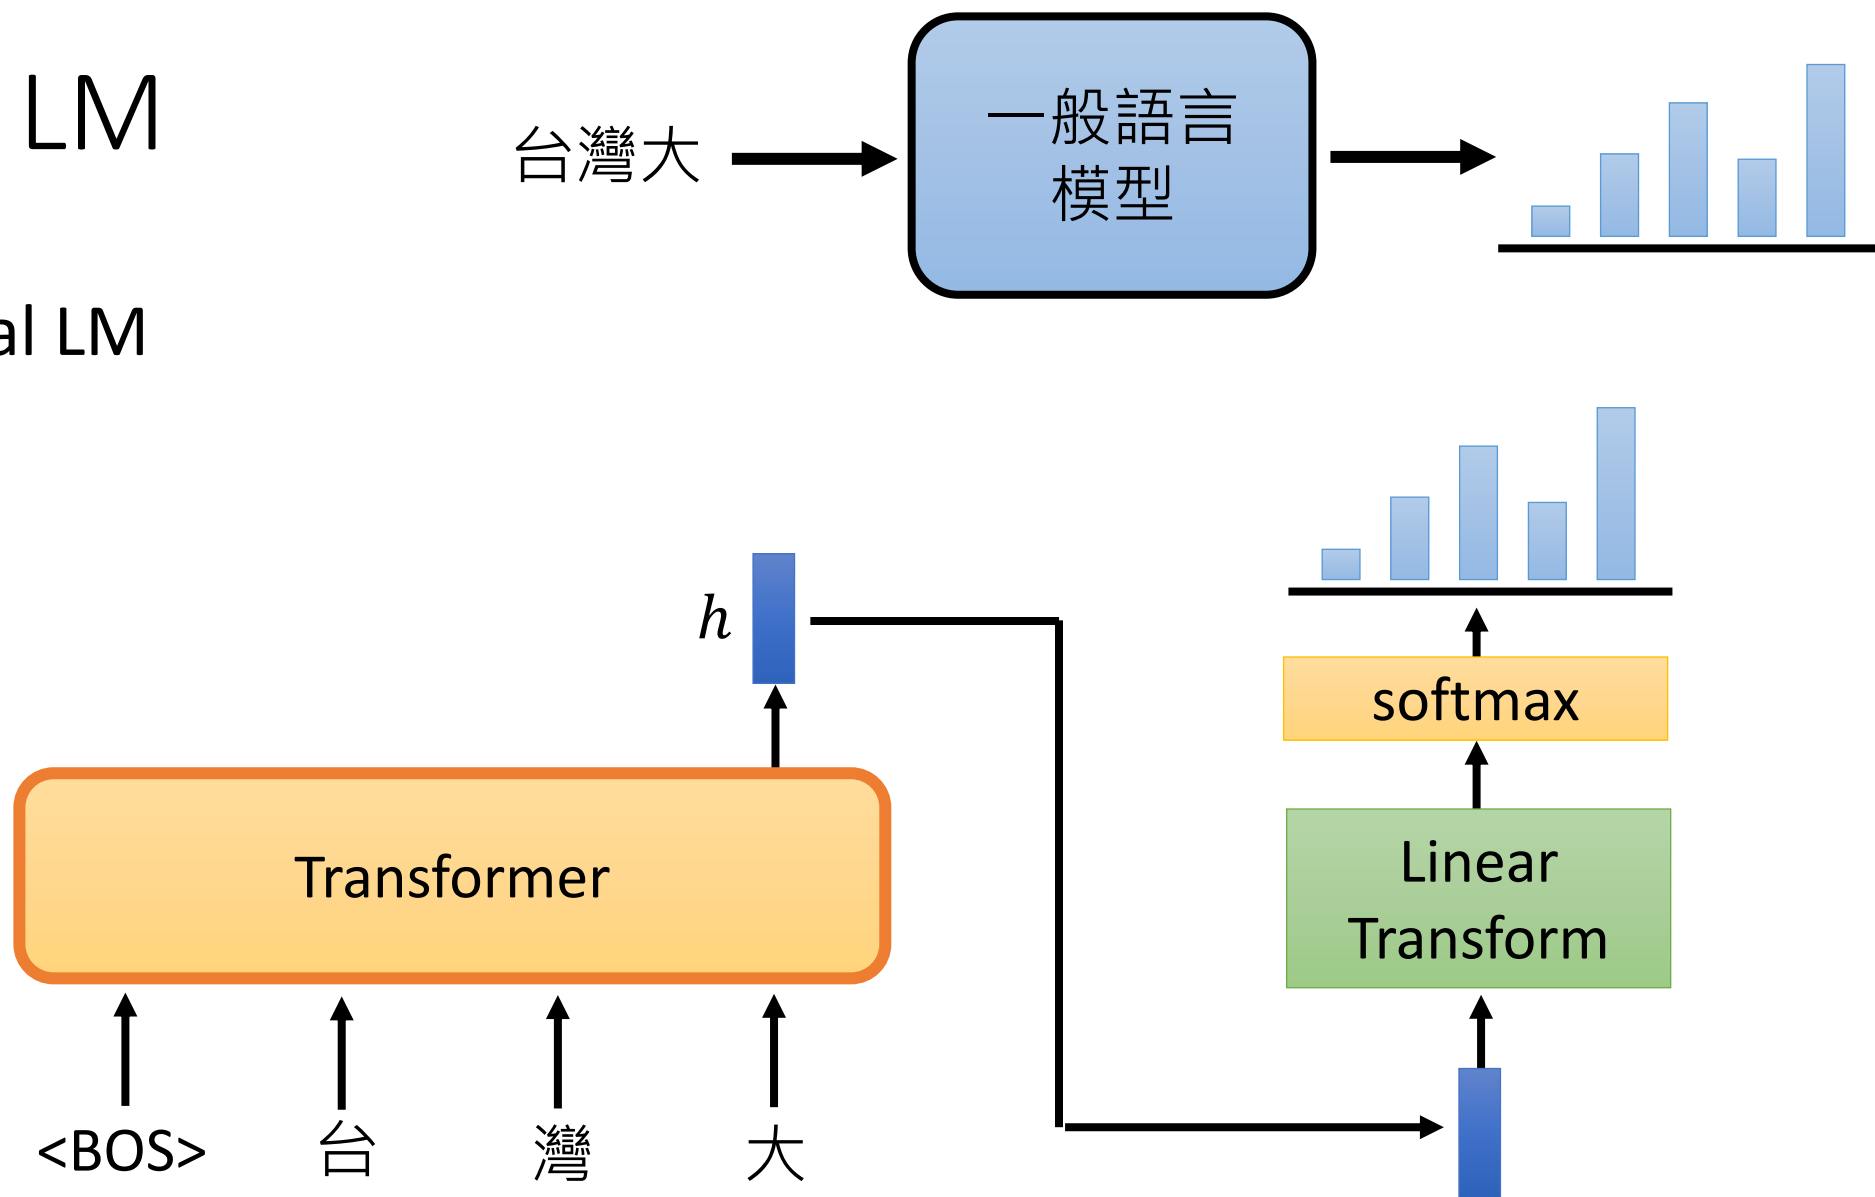 LM
台灣大
一般語言
模型
al LM
h
softmax
Transformer
Linear
Transform
<BOS> 台 灣 大